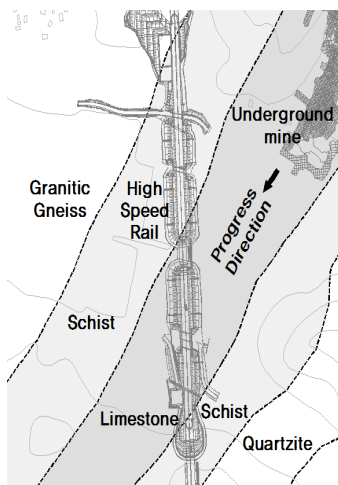 Underground
mine
Granitic
Gneiss
High
Speed
Rail
Progress
Direction
Schist
Limestone
Schist
Quartzite